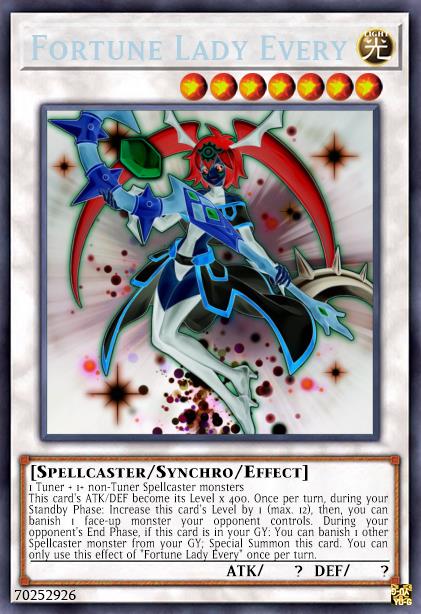 Fortune Lady Every
LIGHT
光
[Spellcaster/Synchro/Effect]
1 Tuner + 1+ non-Tuner Spellcaster monsters
This card's ATK/DEF become its Level x 400. Once per turn, during your
Standby Phase: Increase this card's Level by 1 (max. 12), then, you can
banish 1 face-up monster your opponent controls. During your
opponent's End Phase, if this card is in your GY: You can banish 1 other
Spellcaster monster from your GY; Special Summon this card. You can
only use this effect of "Fortune Lady Every" once per turn.
ATK/ ? DEF/ ?
70252926